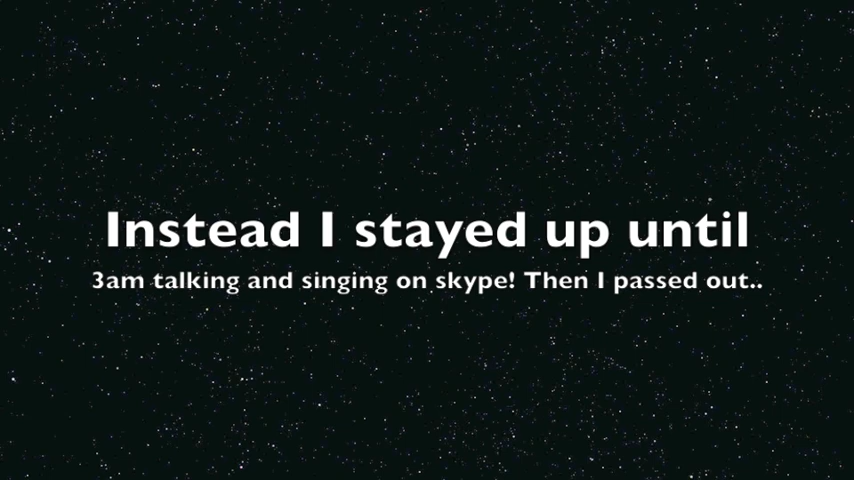 Instead I stayed up until
3am talking and singing on skype! Then I passed out..